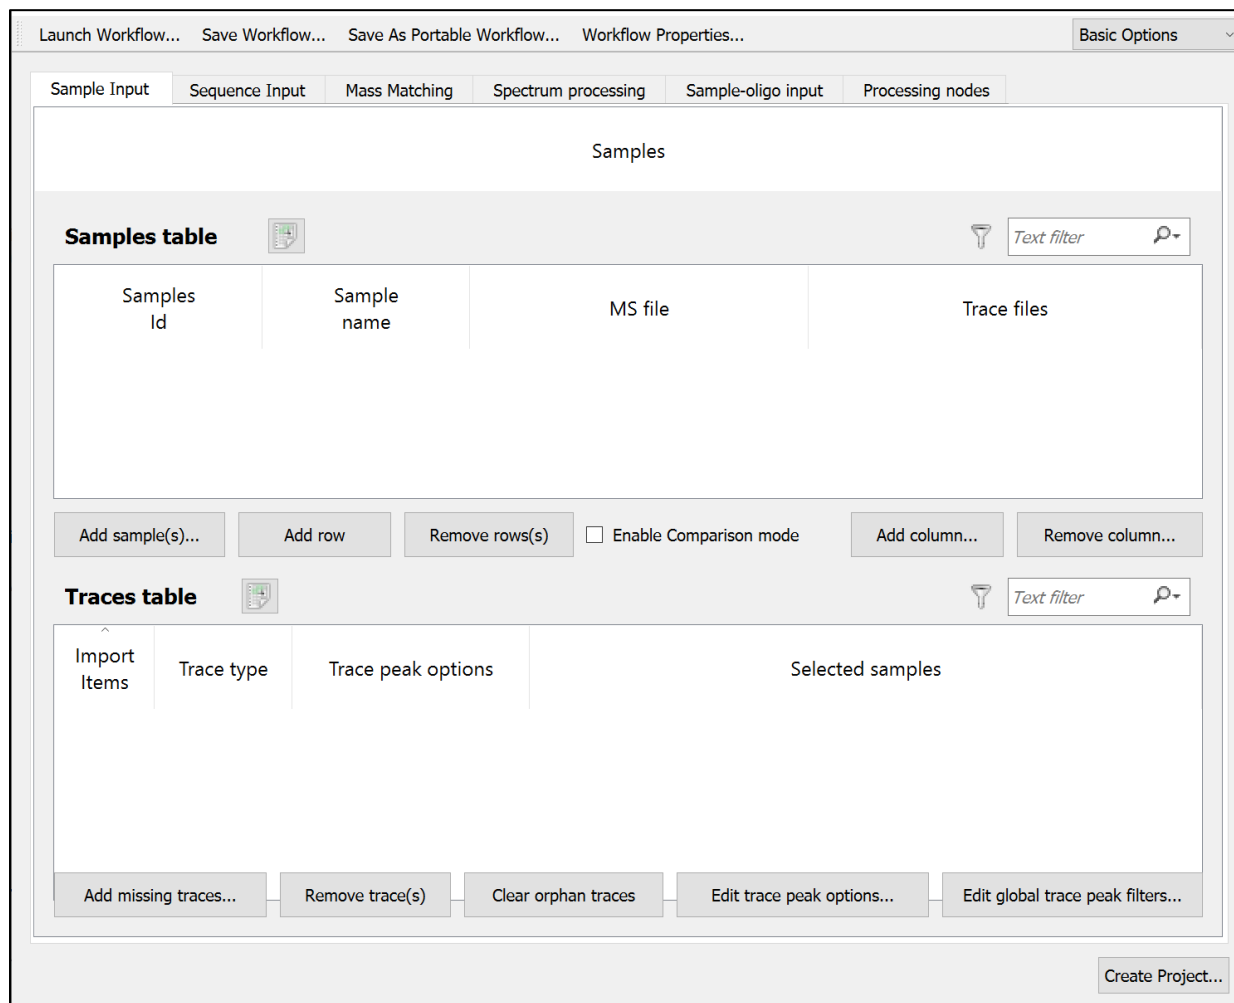 Launch Workflow... Save Workflow... Save As Portable Workflow... Workflow Properties... Basic Options
Sample Input Sequence Input Mass Matching Spectrum processing Sample-oligo input Processing nodes
Samples
Samples table Text filter
Samples Id Sample name MS file Trace files
Add sample(s)... Add row Remove rows(s) Enable Comparison mode Add column... Remove column...
Traces table Text filter
Import Items Trace type Trace peak options Selected samples
Add missing traces... Remove trace(s) Clear orphan traces Edit trace peak options... Edit global trace peak filters...
Create Project...